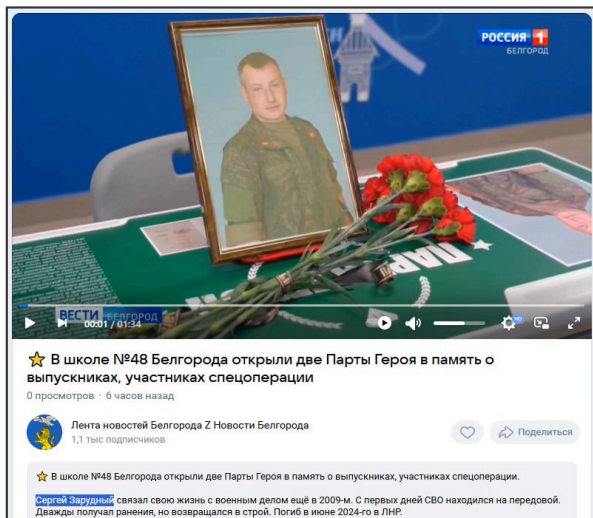 РОССИЯ 1
БЕЛГОРОД
ПАРТА
ВЕСТИ БЕЛГОРОД
00:01 / 01:34
HD
⭐ В школе №48 Белгорода открыли две Парты Героя в память о
выпускниках, участниках спецоперации
0 просмотров · 6 часов назад
Лента новостей Белгорода Z Новости Белгорода
1,1 тыс подписчиков
Поделиться
⭐ В школе №48 Белгорода открыли две Парты Героя в память о выпускниках, участниках спецоперации.
Сергей Зарудный связал свою жизнь с военным делом ещё в 2009-м. С первых дней СВО находился на передовой.
Дважды получал ранения, но возвращался в строй. Погиб в июне 2024-го в ЛНР.